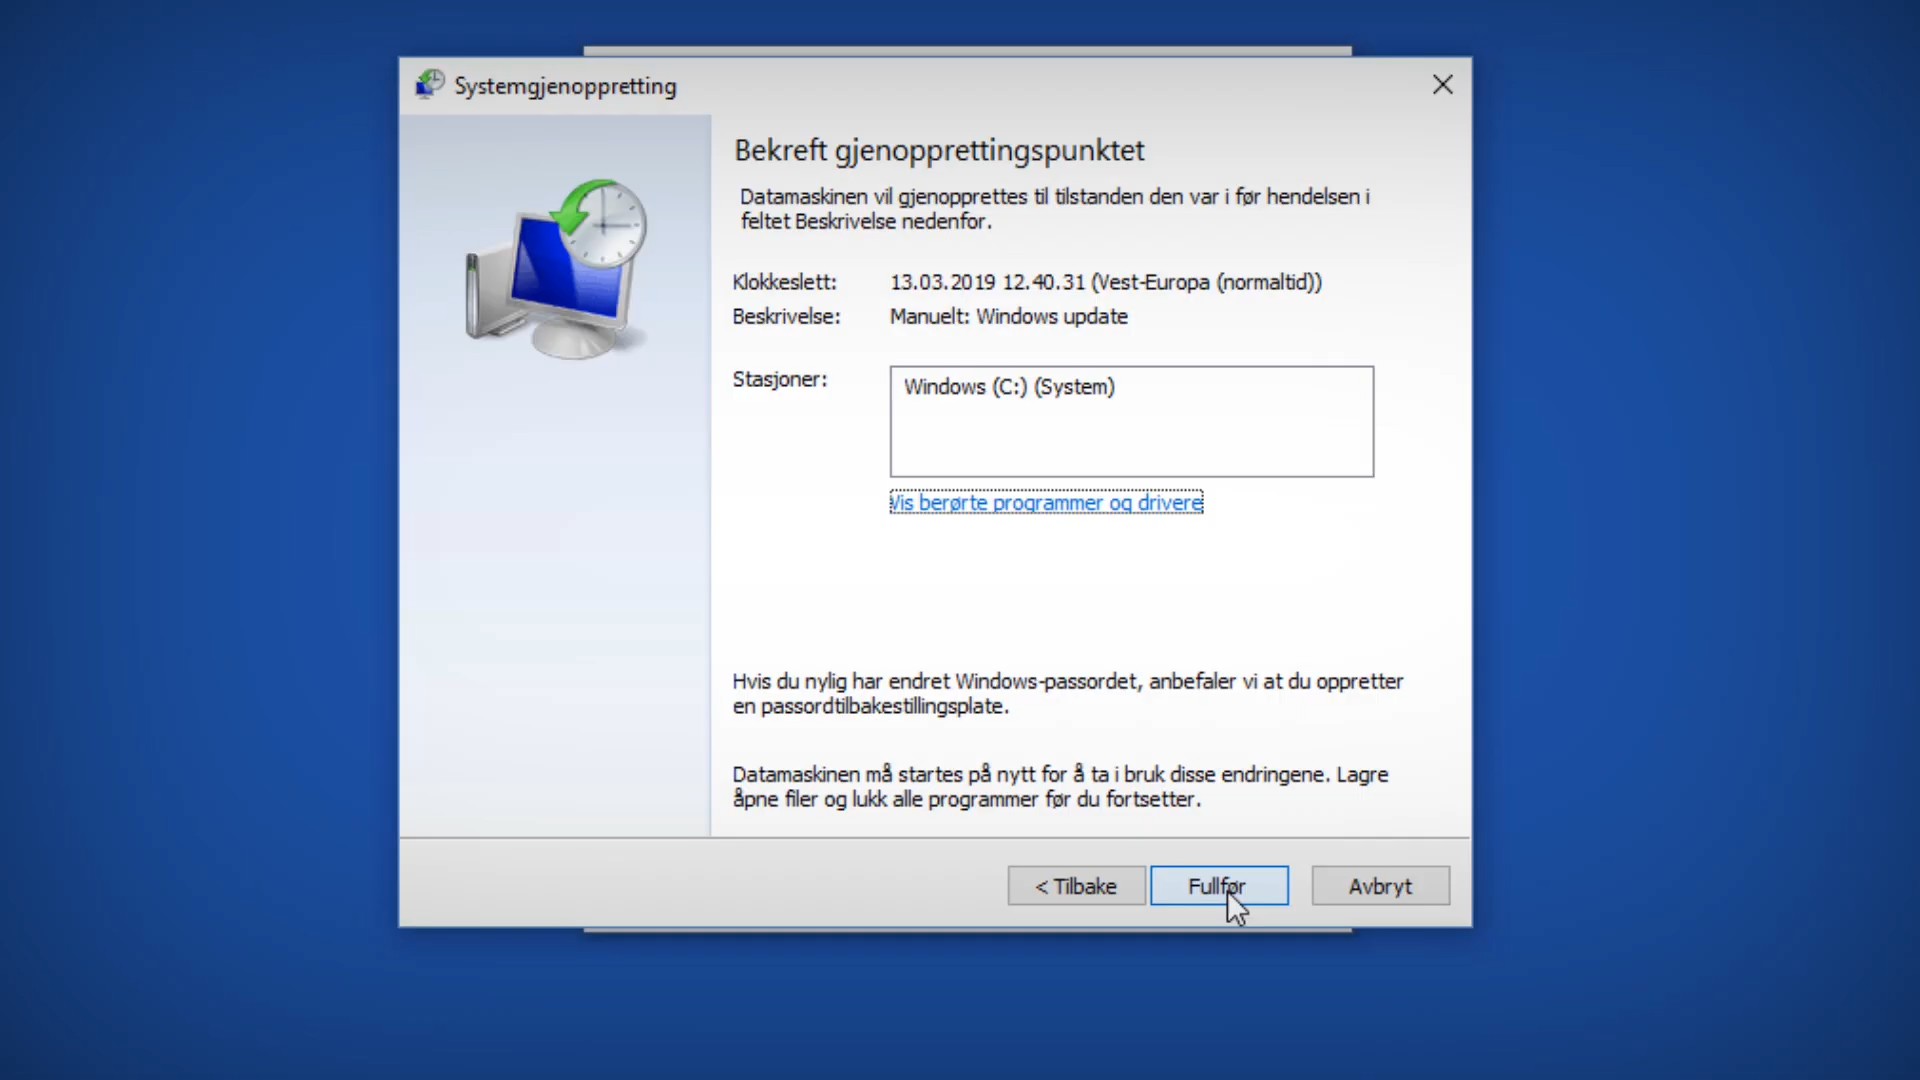 Systemgjenoppretting
Bekreft gjenopprettingspunktet
Datamaskinen vil gjenopprettes til tilstanden den var i før hendelsen i
feltet Beskrivelse nedenfor.
Klokkeslett: 13.03.2019 12.40.31 (Vest-Europa (normaltid))
Beskrivelse: Manuelt: Windows update
Stasjoner: Windows (C:) (System)
Vis berørte programmer og drivere
Hvis du nylig har endret Windows-passordet, anbefaler vi at du oppretter
en passordtilbakestillingsplate.
Datamaskinen må startes på nytt for å ta i bruk disse endringene. Lagre
åpne filer og lukk alle programmer før du fortsetter.
< Tilbake Fullfør Avbryt